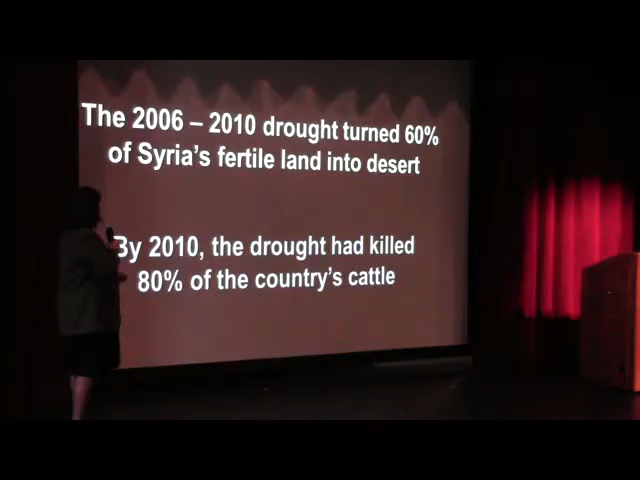 The 2006 – 2010 drought turned 60%
of Syria's fertile land into desert
By 2010, the drought had killed
80% of the country's cattle